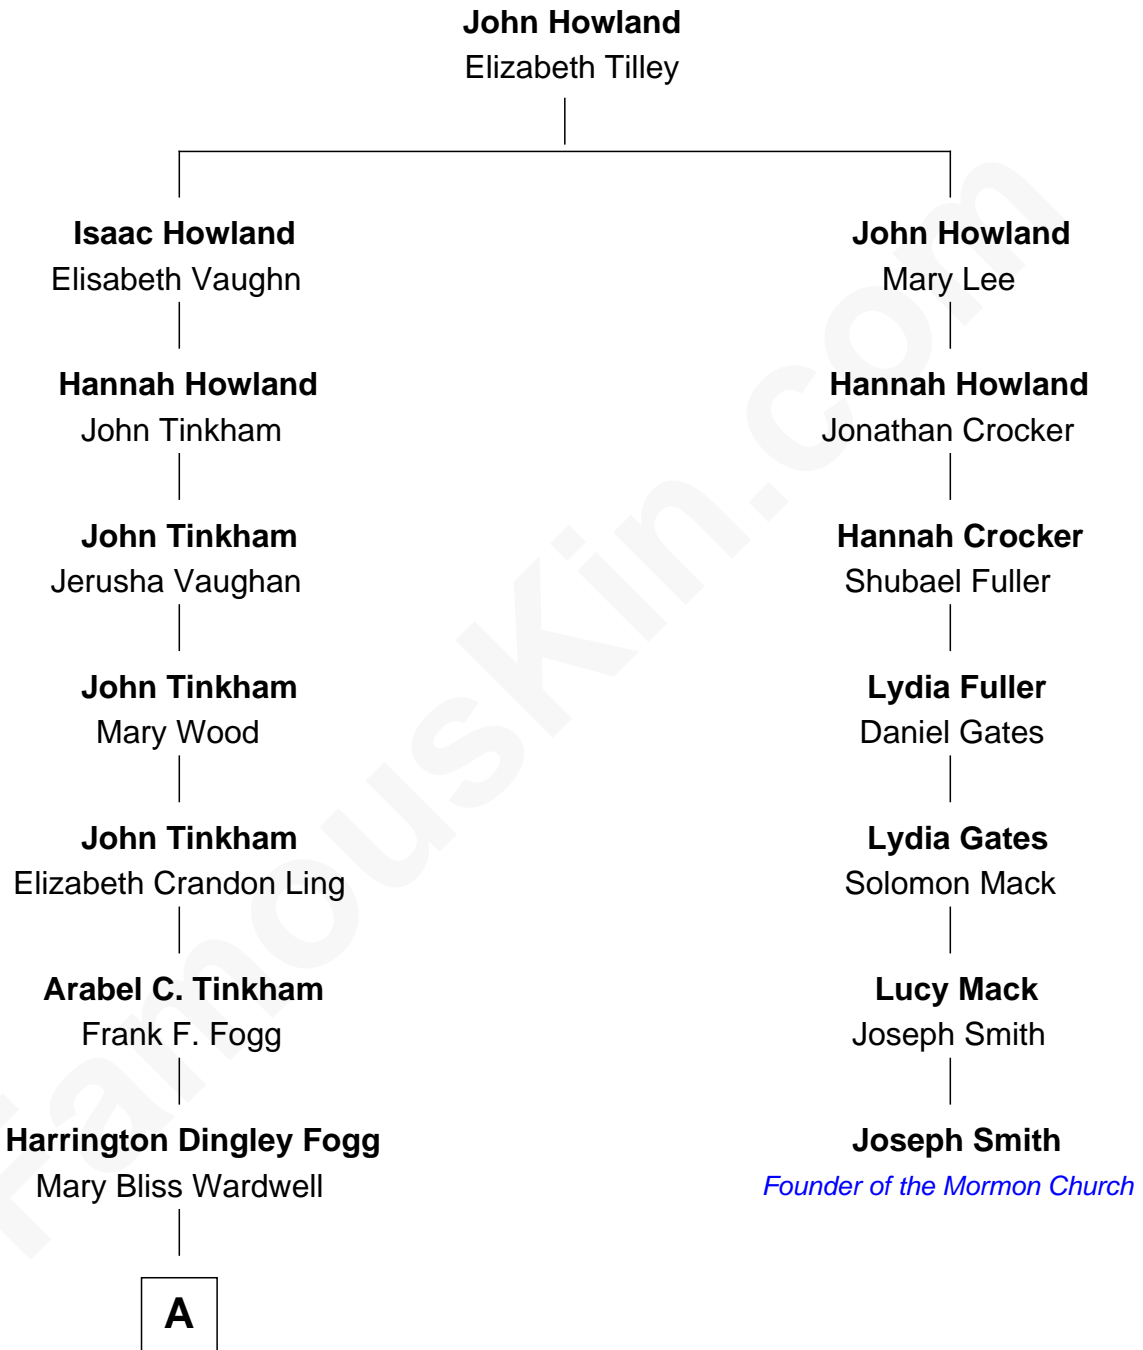 John Howland
Elizabeth Tilley
Isaac Howland
Elisabeth Vaughn
John Howland
Mary Lee
Hannah Howland
John Tinkham
Hannah Howland
Jonathan Crocker
John Tinkham
Jerusha Vaughan
Hannah Crocker
Shubael Fuller
John Tinkham
Mary Wood
Lydia Fuller
Daniel Gates
John Tinkham
Elizabeth Crandon Ling
Lydia Gates
Solomon Mack
Arabel C. Tinkham
Frank F. Fogg
Lucy Mack
Joseph Smith
Harrington Dingley Fogg
Mary Bliss Wardwell
Joseph Smith
Founder of the Mormon Church
A
FamousKin.com